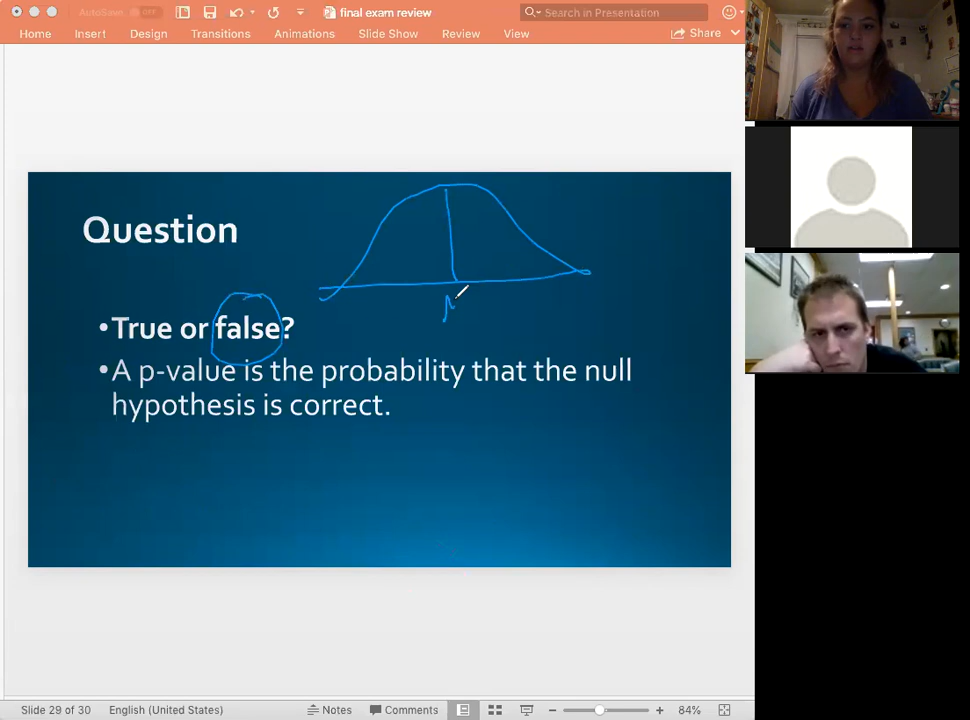 AutoSave
OFF
final exam review
Search in Presentation
Home Insert Design Transitions Animations Slide Show Review View Share
Question
•True or false?
•A p-value is the probability that the null
hypothesis is correct.
Slide 29 of 30 English (United States) Notes Comments 84%